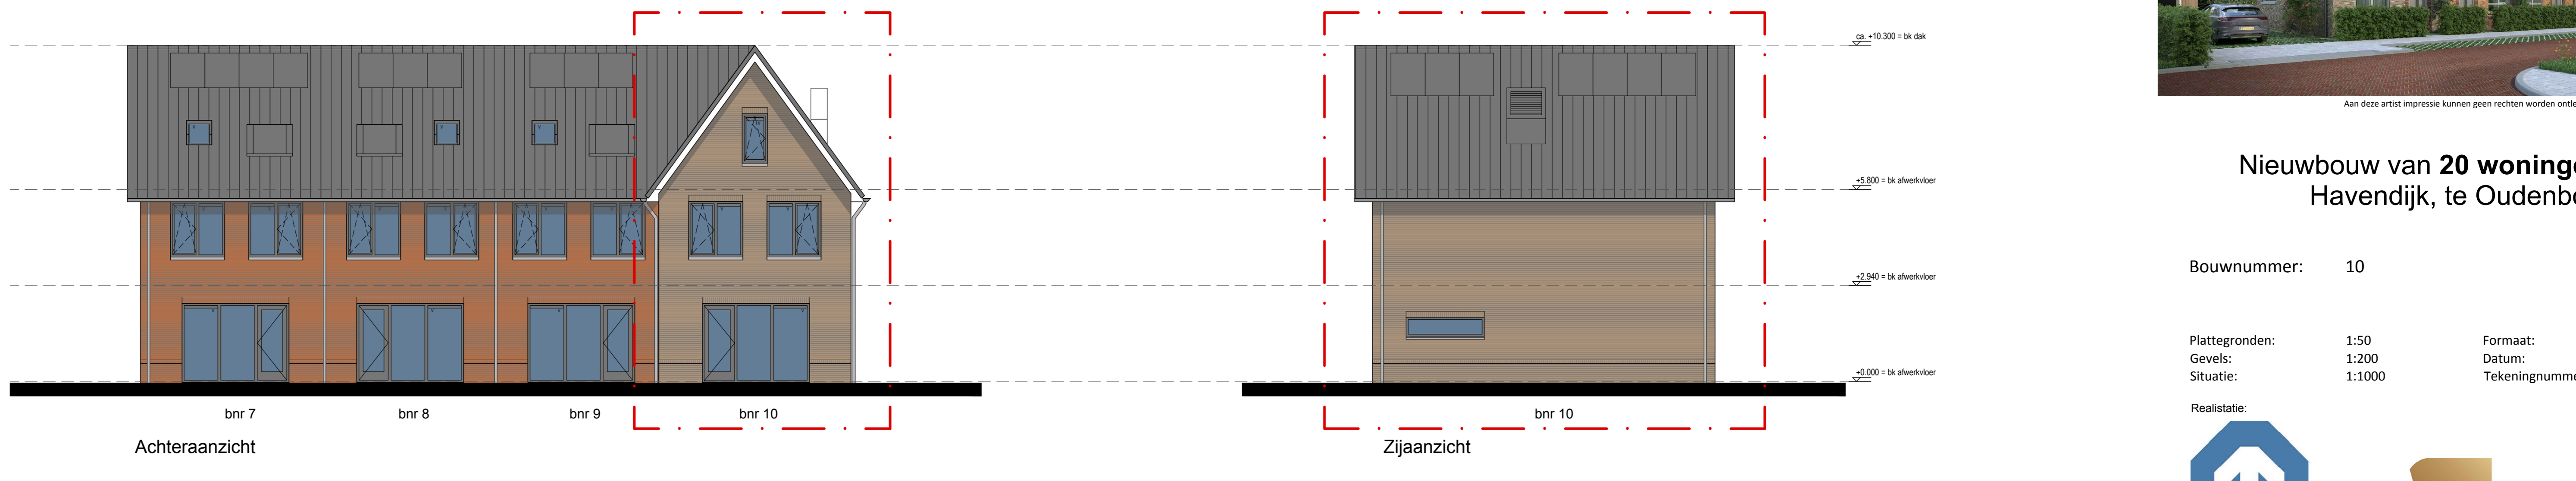 ca. +10.300 = bk dak
+5.800 = bk afwerkvloer
+2.940 = bk afwerkvloer
+0.000 = bk afwerkvloer
bnr 7
bnr 8
bnr 9
bnr 10
Achteraanzicht
bnr 10
Zijaanzicht
Aan deze artist impressie kunnen geen rechten worden ontle
Nieuwbouw van 20 woninge
Havendijk, te Oudenbo
Bouwnummer: 10
Plattegronden: 1:50 Formaat:
Gevels: 1:200 Datum:
Situatie: 1:1000 Tekeningnumme
Realistatie: